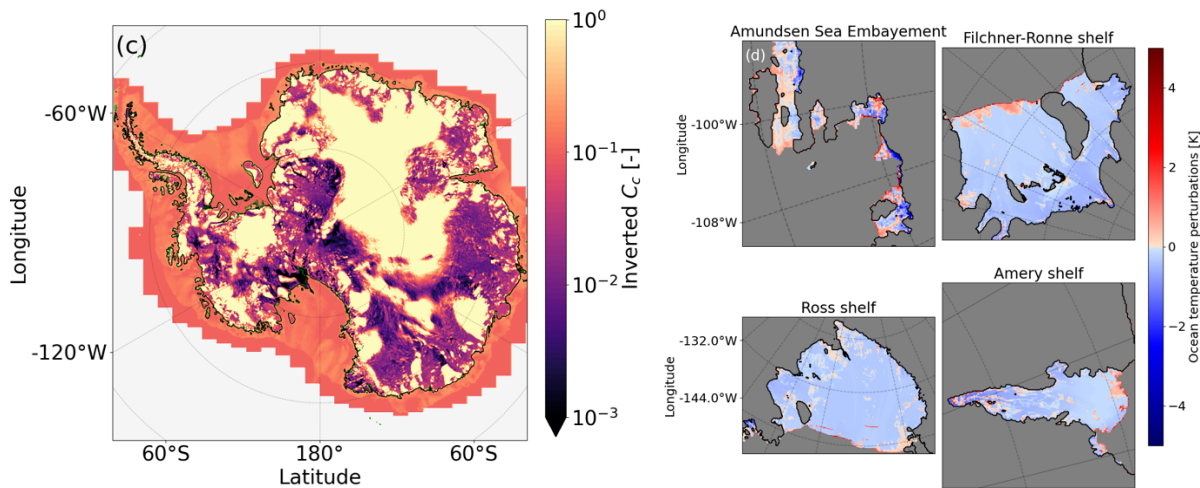 (c)
-60°W
-120°W
Longitude
60°S
180°
60°S
Latitude
10⁰
10⁻¹
10⁻²
10⁻³
Inverted C_c [-]
Amundsen Sea Embayement
(d)
-100°W
-108°W
Longitude
Filchner-Ronne shelf
Ross shelf
-132.0°W
-144.0°W
Longitude
Amery shelf
4
2
0
−2
−4
Ocean temperature perturbations [K]